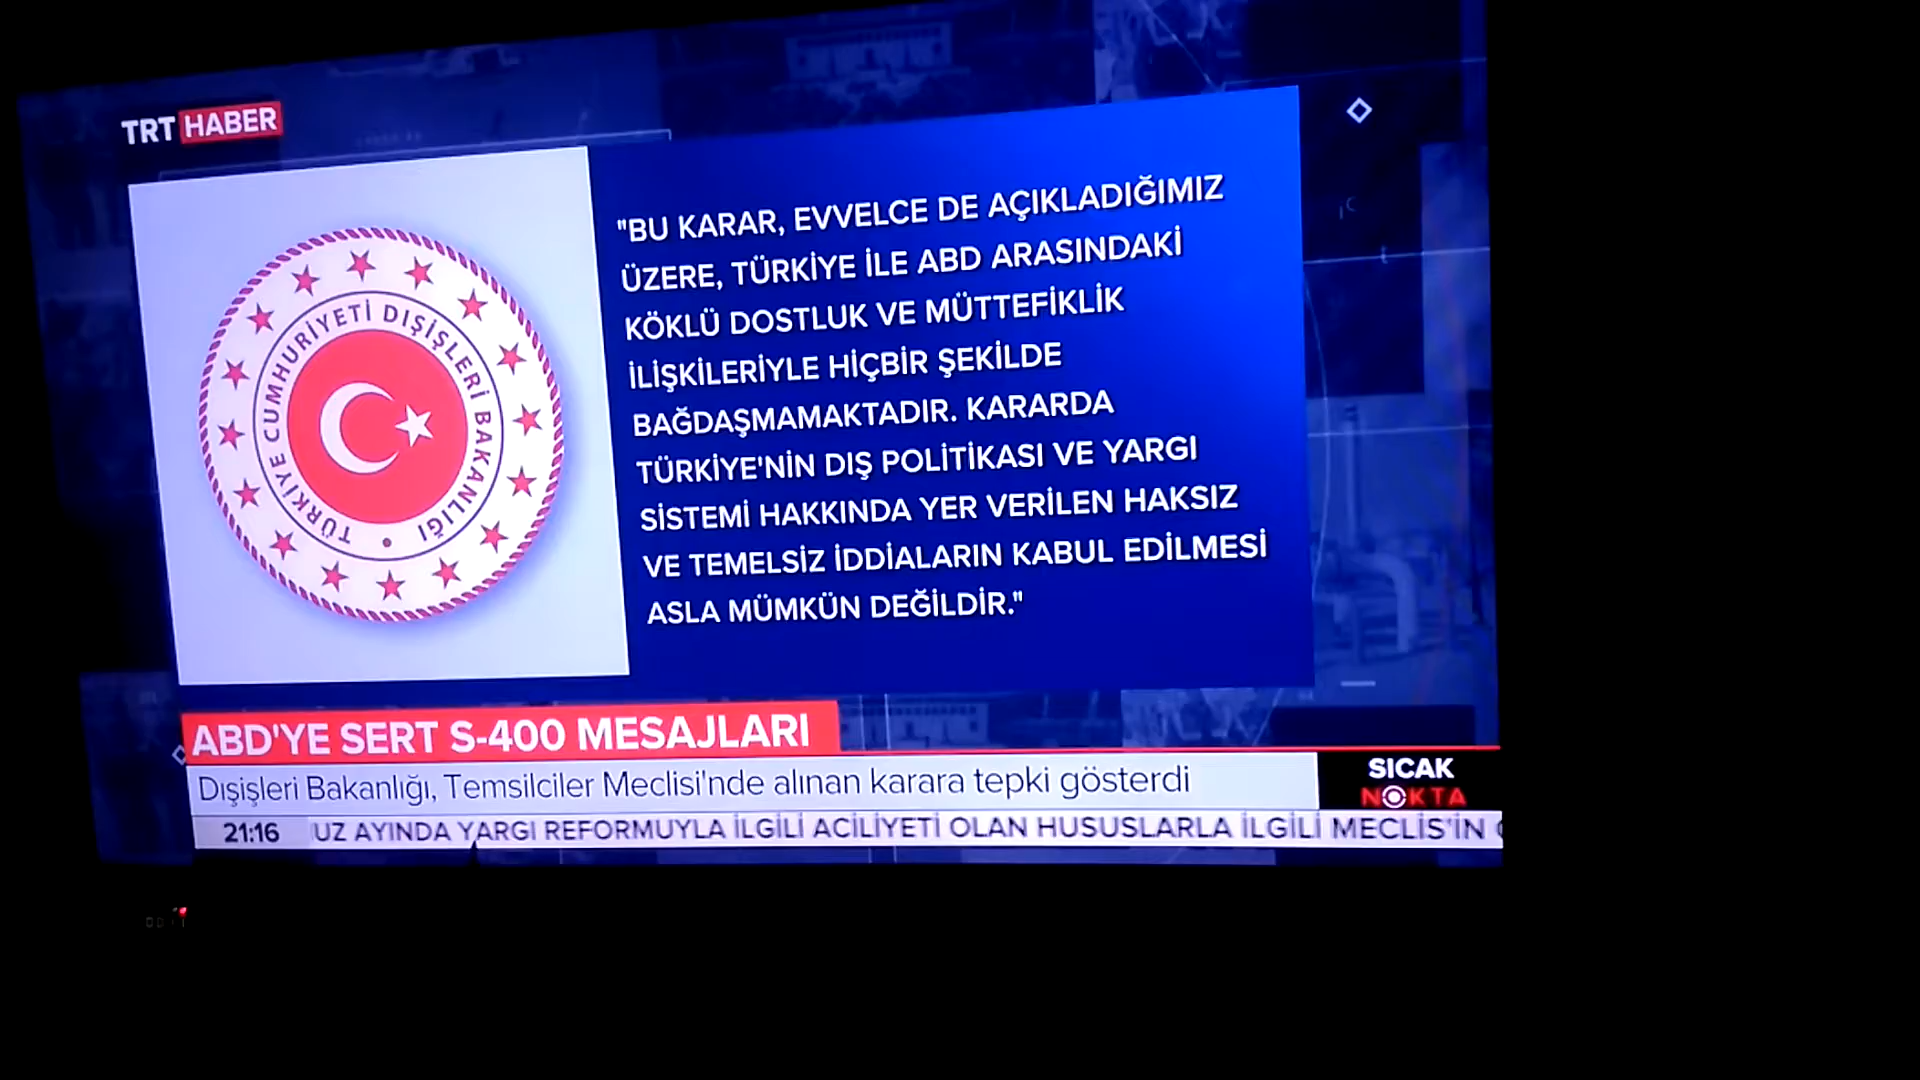 TRT HABER
"BU KARAR, EVVELCE DE AÇIKLADIĞIMIZ
ÜZERE, TÜRKİYE İLE ABD ARASINDAKİ
KÖKLÜ DOSTLUK VE MÜTTEFİKLİK
İLİŞKİLERİYLE HİÇBİR ŞEKİLDE
BAĞDAŞMAMAKTADIR. KARARDA
TÜRKİYE'NİN DIŞ POLİTİKASI VE YARGI
SİSTEMİ HAKKINDA YER VERİLEN HAKSIZ
VE TEMELSİZ İDDİALARIN KABUL EDİLMESİ
ASLA MÜMKÜN DEĞİLDİR."
TÜRKİYE CUMHURİYETİ DIŞİŞLERİ BAKANLIĞI
ABD'YE SERT S-400 MESAJLARI
Dışişleri Bakanlığı, Temsilciler Meclisi'nde alınan karara tepki gösterdi
SICAK
NOKTA
21:16 UZ AYINDA YARGI REFORMUYLA İLGİLİ ACİLİYETİ OLAN HUSUSLARLA İLGİLİ MECLİS'İN